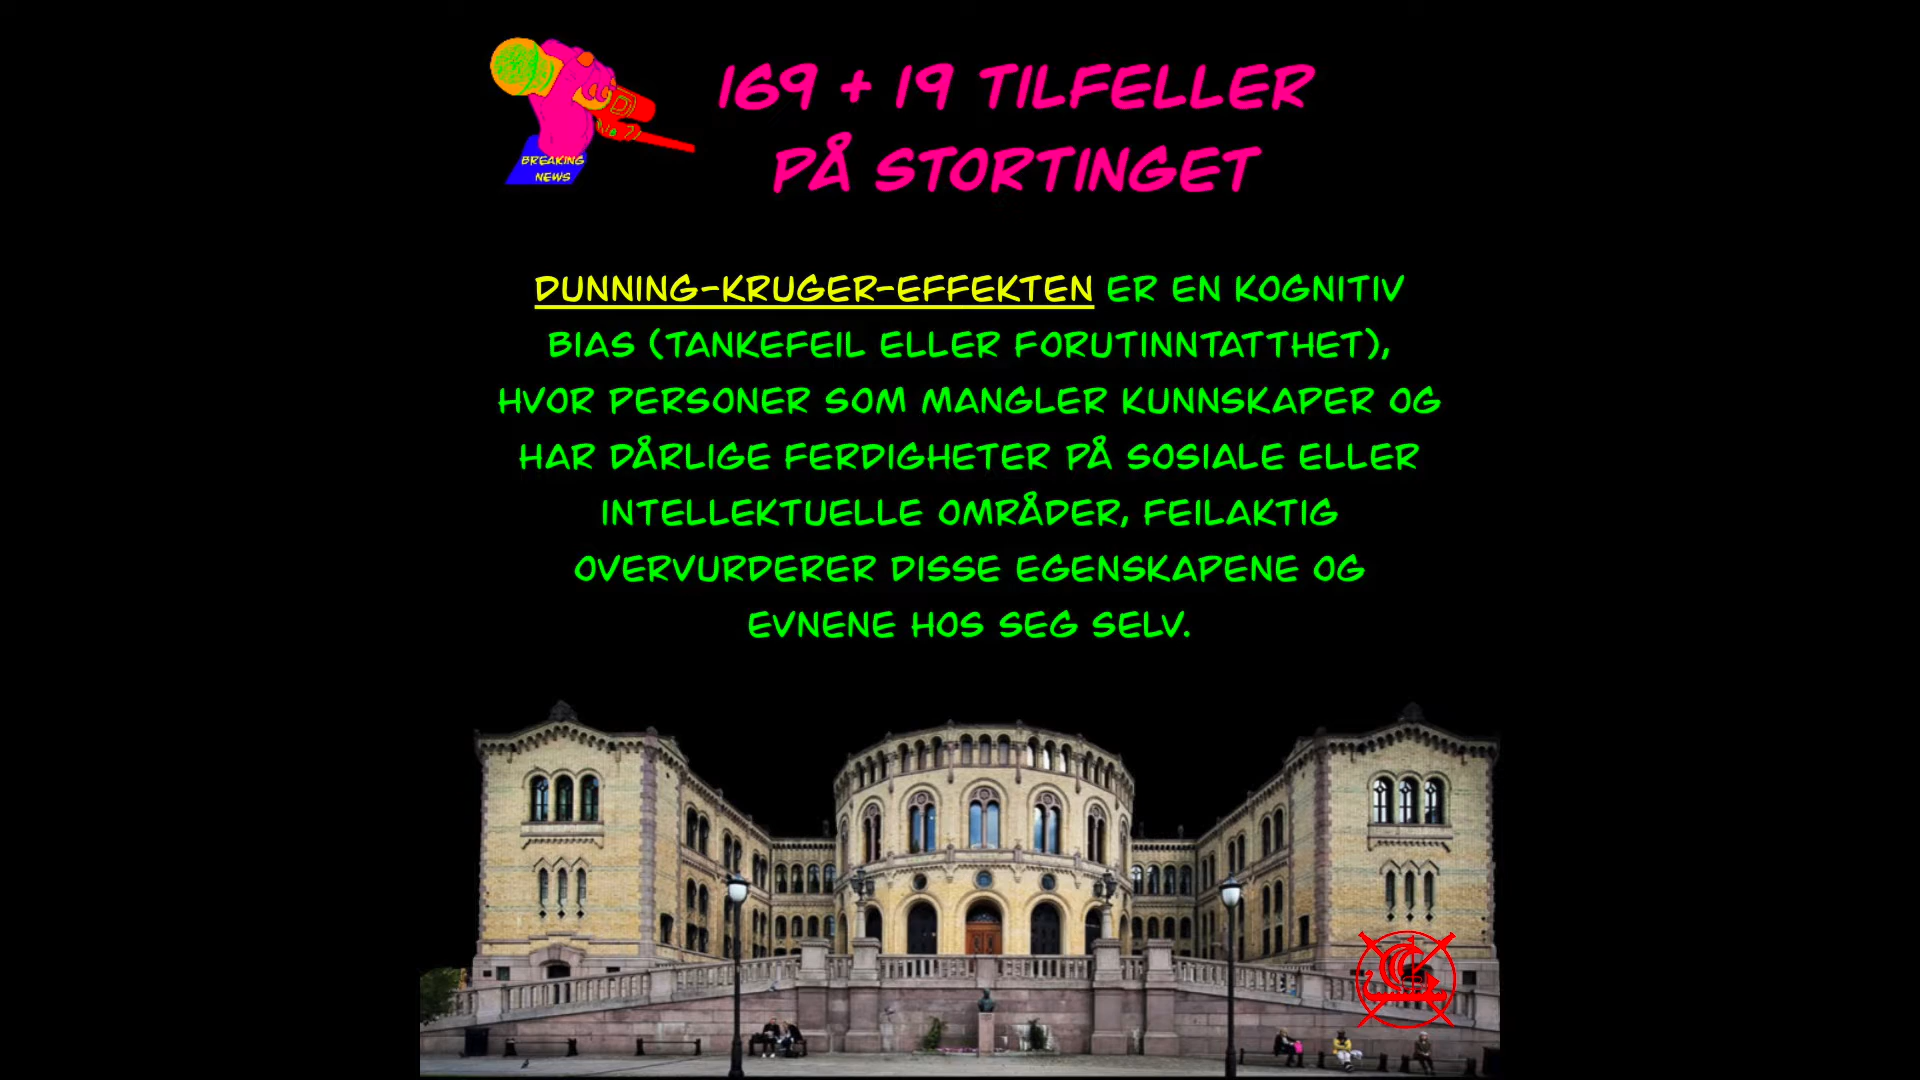 BREAKING
NEWS
169 + 19 TILFELLER
PÅ STORTINGET
DUNNING-KRUGER-EFFEKTEN ER EN KOGNITIV
BIAS (TANKEFEIL ELLER FORUTINNTATTHET),
HVOR PERSONER SOM MANGLER KUNNSKAPER OG
HAR DÅRLIGE FERDIGHETER PÅ SOSIALE ELLER
INTELLEKTUELLE OMRÅDER, FEILAKTIG
OVERVURDERER DISSE EGENSKAPENE OG
EVNENE HOS SEG SELV.